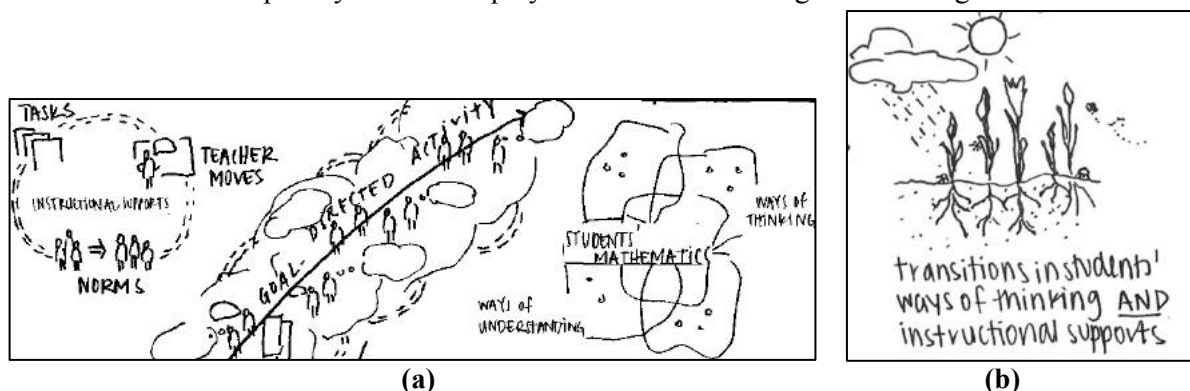 TASKS
TEACHER
MOVES
INSTRUCTIONAL SUPPORTS
NORMS
GOAL-DIRECTED ACTIVITY
WAYS OF
THINKING
STUDENTS'
MATHEMATIC
WAYS OF
UNDERSTANDING
(a)
transitions in students'
ways of thinking AND
instructional supports
(b)